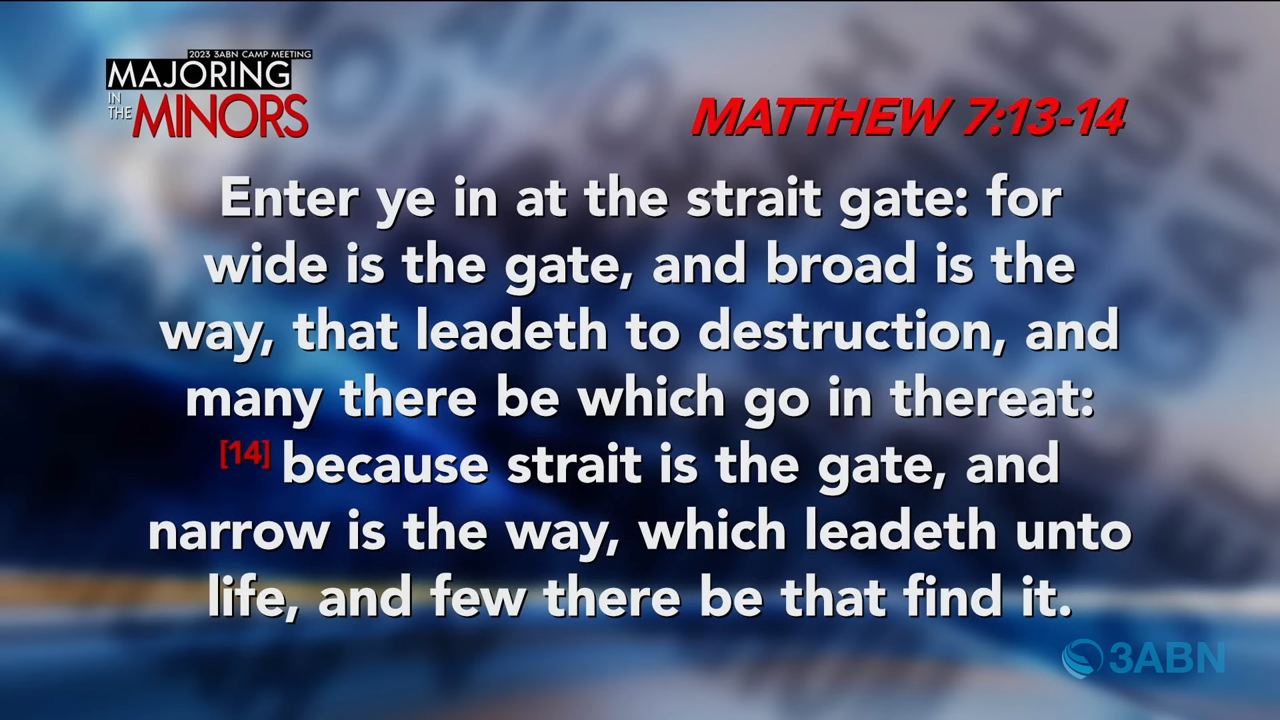 2023 3ABN CAMP MEETING
MAJORING
IN THE MINORS
MATTHEW 7:13-14
Enter ye in at the strait gate: for
wide is the gate, and broad is the
way, that leadeth to destruction, and
many there be which go in thereat:
[14] because strait is the gate, and
narrow is the way, which leadeth unto
life, and few there be that find it.
3ABN